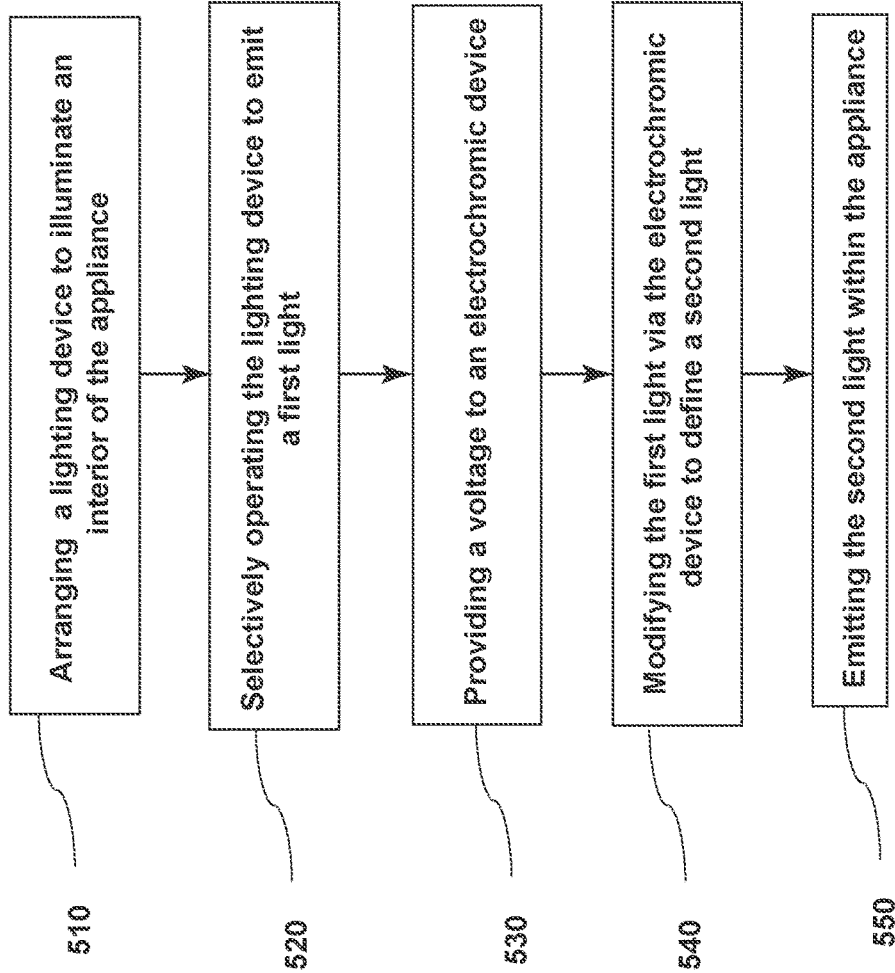 510
Arranging a lighting device to illuminate an
interior of the appliance
520
Selectively operating the lighting device to emit
a first light
530
Providing a voltage to an electrochromic device
540
Modifying the first light via the electrochromic
device to define a second light
550
Emitting the second light within the appliance